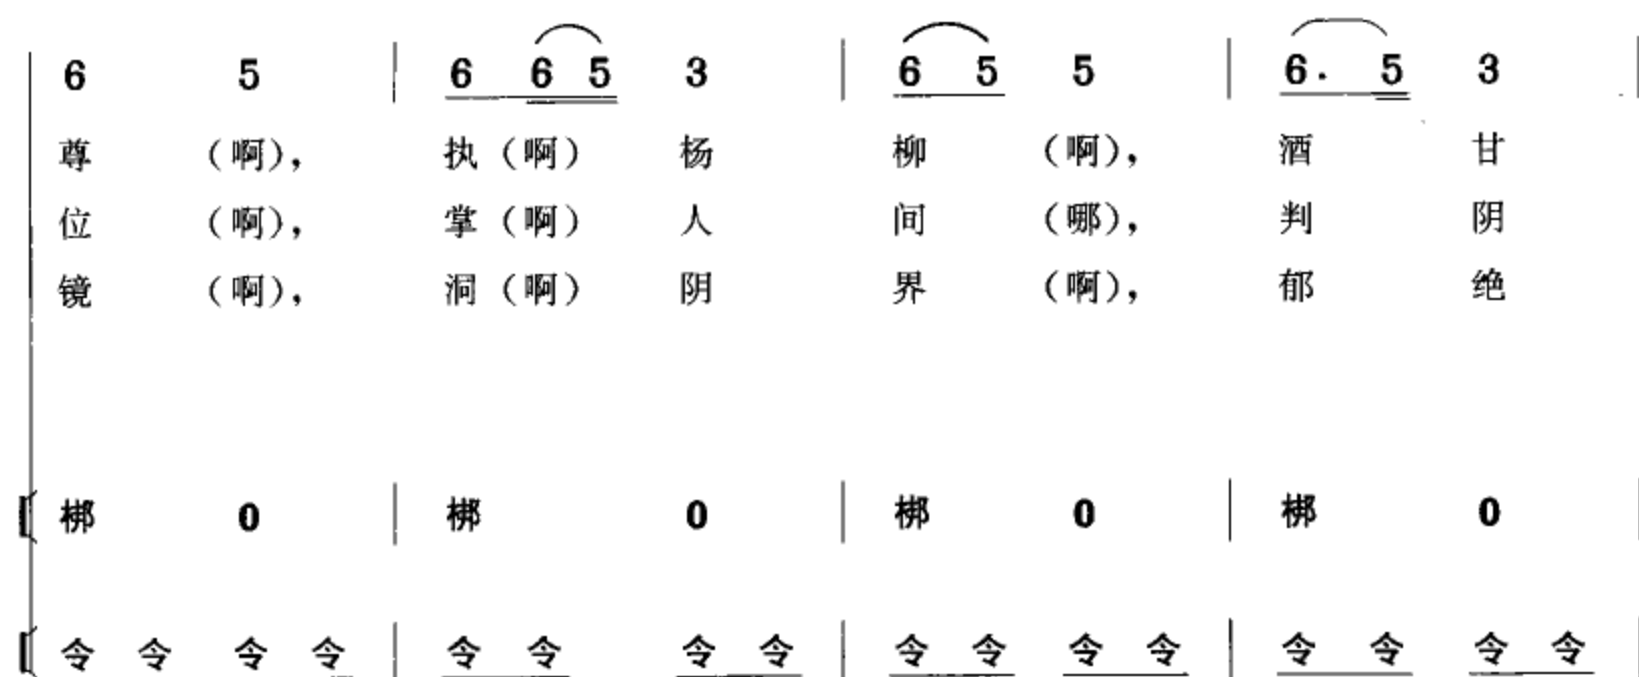 6 5 | 6 6 5 3 | 6 5 5 | 6. 5 3
尊 (啊), 执 (啊) 杨 柳 (啊), 酒 甘
位 (啊), 掌 (啊) 人 间 (哪), 判 阴
镜 (啊), 洞 (啊) 阴 界 (啊), 郁 绝
梆 0 | 梆 0 | 梆 0 | 梆 0
令 令 令 令 | 令 令 令 令 | 令 令 令 令 | 令 令 令 令